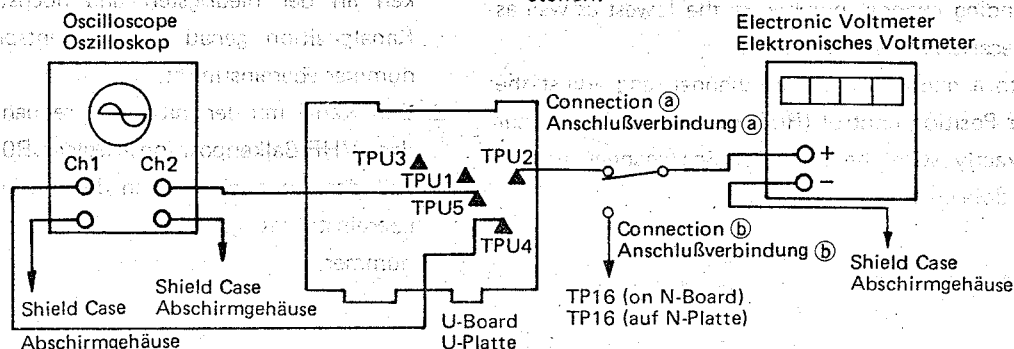 Oscilloscope
Oszilloskop
Electronic Voltmeter
Elektronisches Voltmeter
Ch1 Ch2
Connection ⓐ
Anschlußverbindung ⓐ
TPU3
TPU1
TPU2
TPU5
TPU4
+
−
Connection ⓑ
Anschlußverbindung ⓑ
Shield Case
Abschirmgehäuse
Shield Case
Abschirmgehäuse
Shield Case
Abschirmgehäuse
TP16 (on N-Board)
TP16 (auf N-Platte)
U-Board
U-Platte